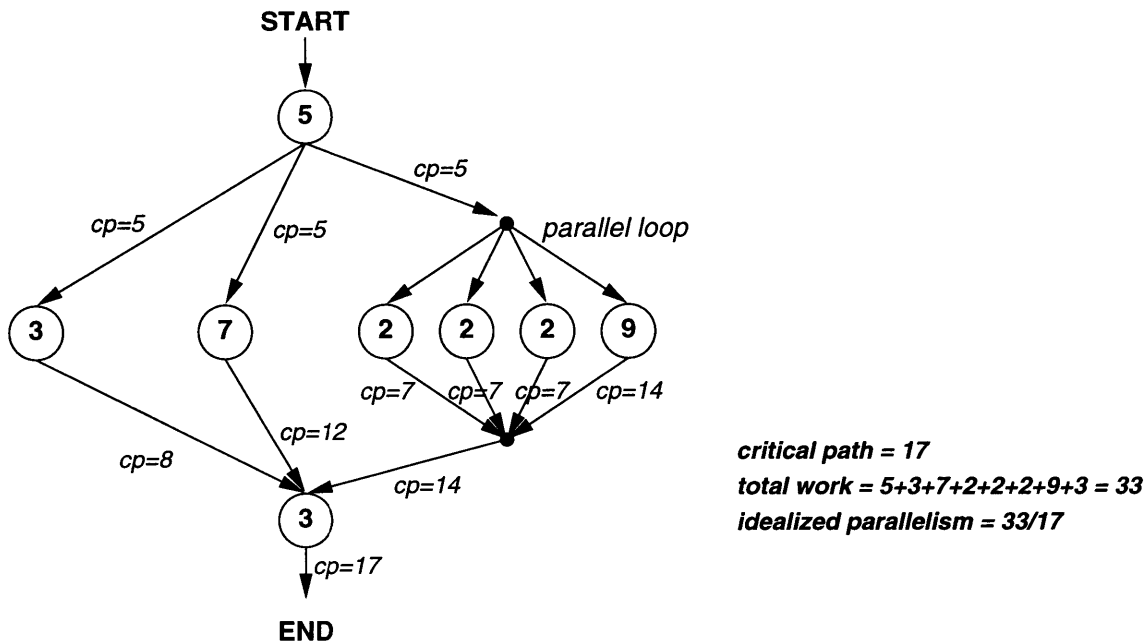 START
5
cp=5
cp=5
cp=5
parallel loop
3
7
2
2
2
9
cp=7
cp=7
cp=7
cp=14
cp=12
cp=8
cp=14
3
cp=17
END
critical path = 17
total work = 5+3+7+2+2+2+9+3 = 33
idealized parallelism = 33/17